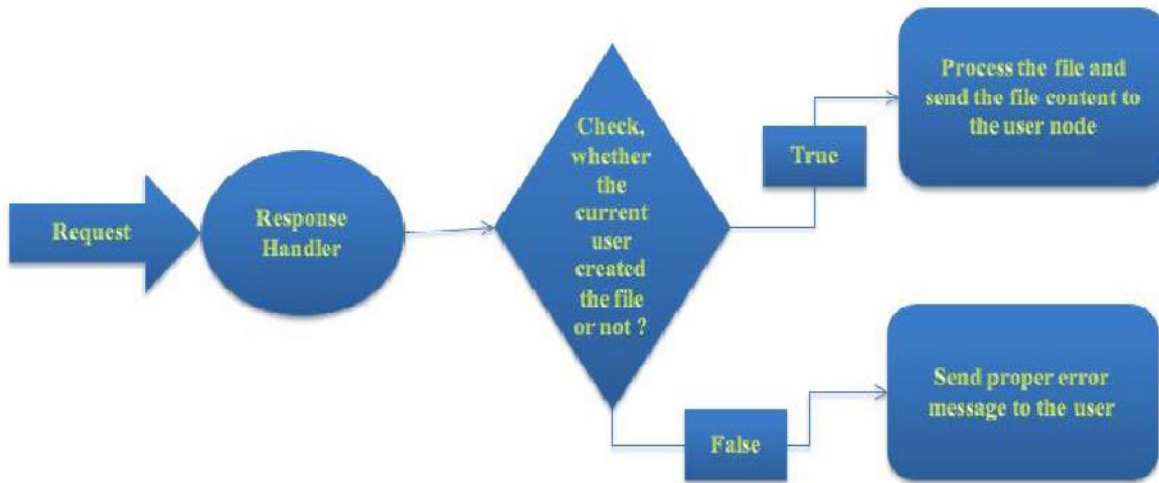 Request
Response
Handler
Check,
whether
the
current
user
created
the file
or not ?
True
Process the file and
send the file content to
the user node
False
Send proper error
message to the user